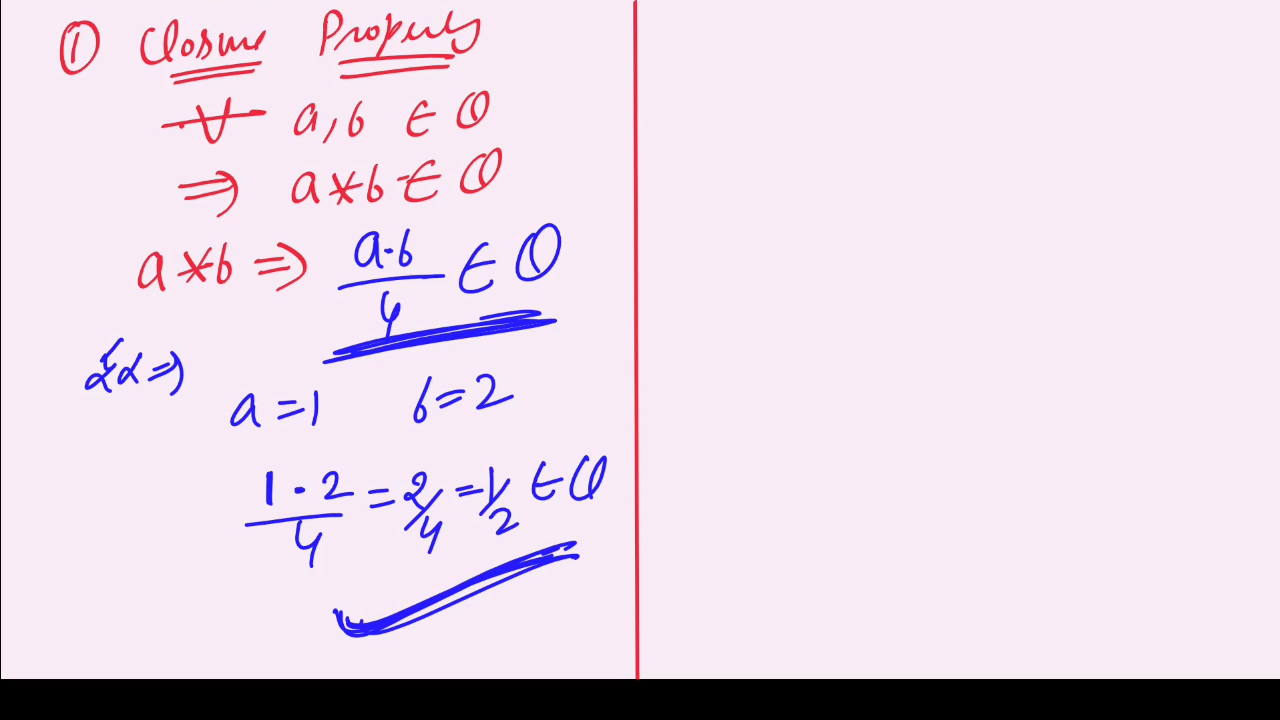 ① Closure Property
∀ a, b ∈ Q
⇒ a * b ∈ Q
a * b ⇒ a·b/4 ∈ Q
Ex ⇒
a = 1 b = 2
1·2/4 = 2/4 = 1/2 ∈ Q